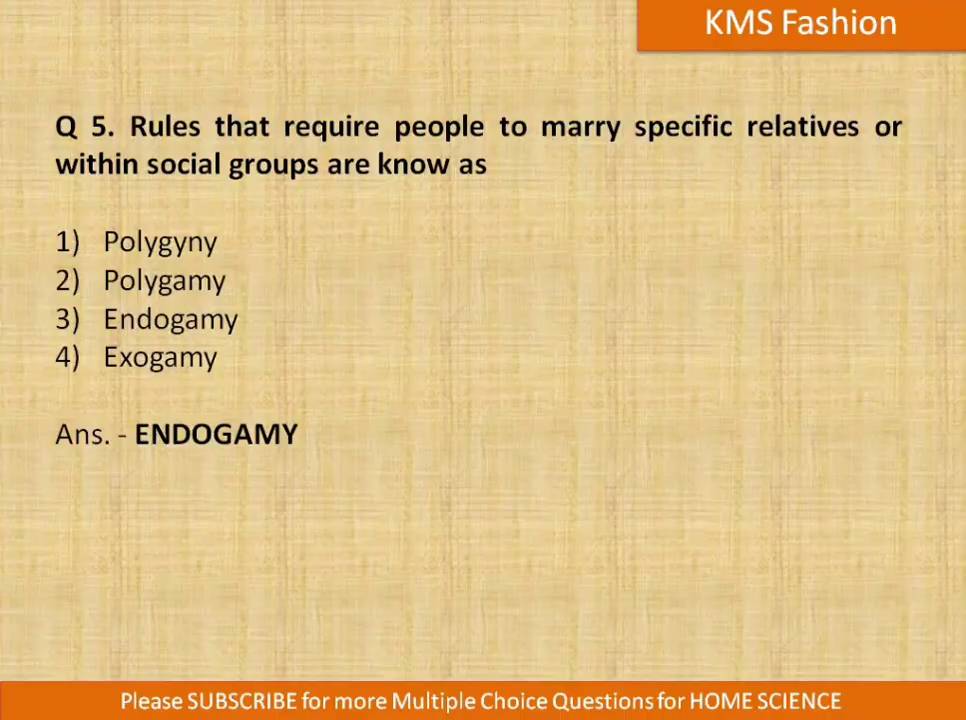 KMS Fashion
Q 5. Rules that require people to marry specific relatives or
within social groups are know as
1) Polygyny
2) Polygamy
3) Endogamy
4) Exogamy
Ans. - ENDOGAMY
Please SUBSCRIBE for more Multiple Choice Questions for HOME SCIENCE